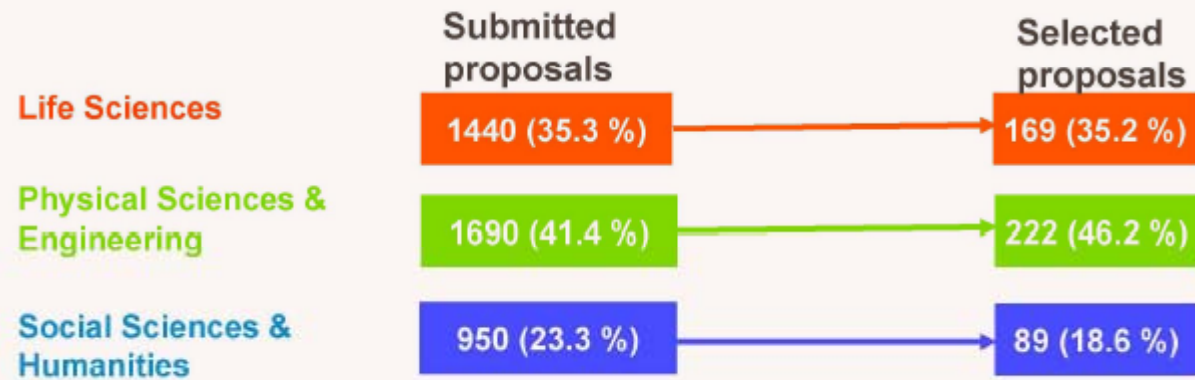 Submitted
proposals
Selected
proposals
Life Sciences
1440 (35.3 %)
169 (35.2 %)
Physical Sciences &
Engineering
1690 (41.4 %)
222 (46.2 %)
Social Sciences &
Humanities
950 (23.3 %)
89 (18.6 %)